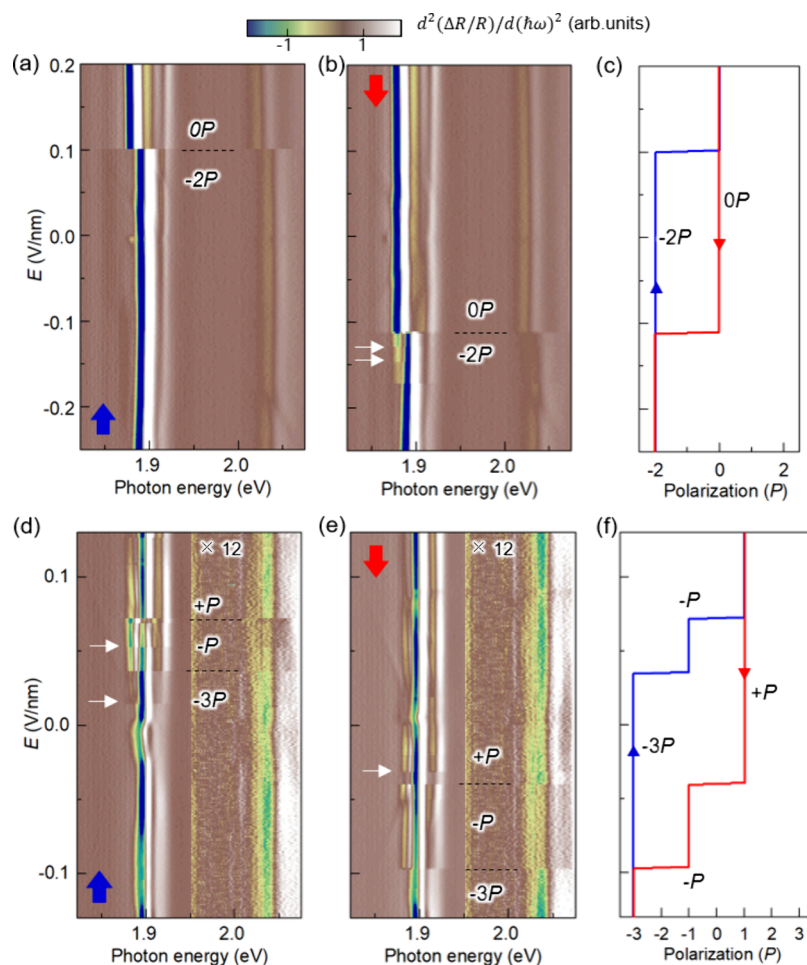 d²(ΔR/R)/d(ħω)² (arb.units)
-1 1
(a) (b) (c)
0.2
0.1
0.0
-0.1
-0.2
E (V/nm)
0P
-2P
1.9 2.0
Photon energy (eV)
0P
-2P
1.9 2.0
Photon energy (eV)
0P
-2P
-2 0 2
Polarization (P)
(d) (e) (f)
0.1
0.0
-0.1
E (V/nm)
× 12
+P
-P
-3P
1.9 2.0
Photon energy (eV)
× 12
+P
-P
-3P
1.9 2.0
Photon energy (eV)
-P
+P
-3P
-P
-3 -2 -1 0 1 2 3
Polarization (P)